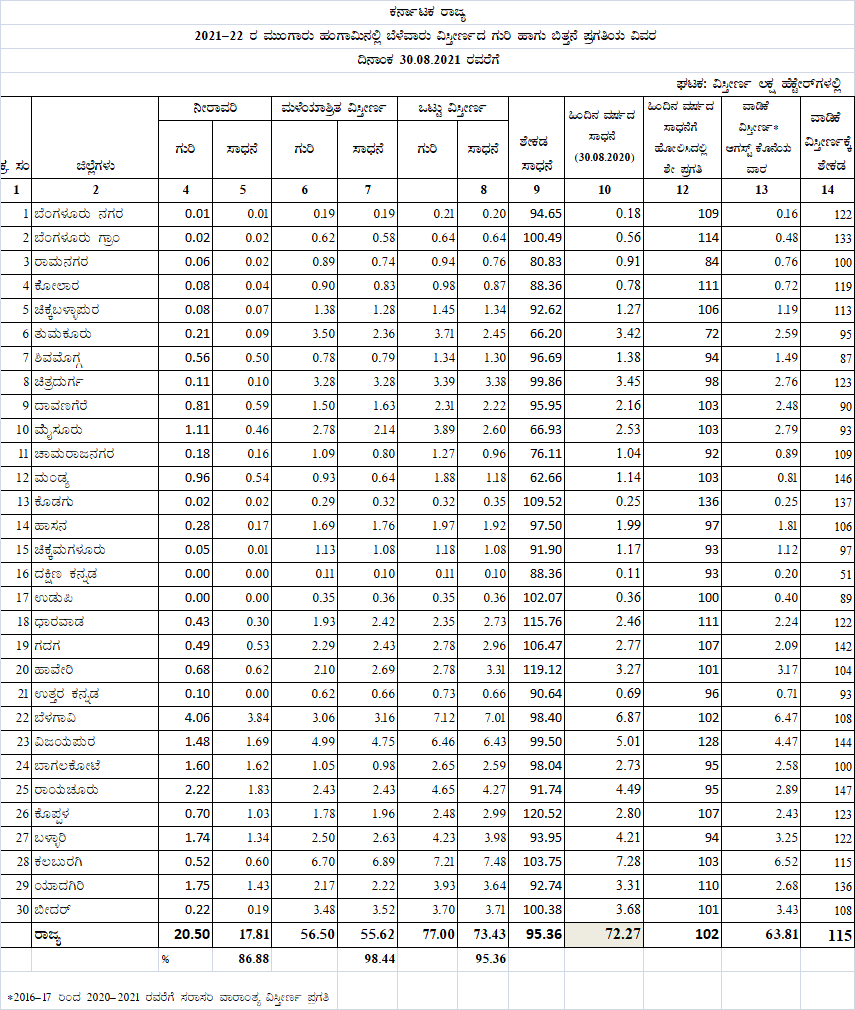 ಕರ್ನಾಟಕ ರಾಜ್ಯ
2021–22 ರ ಮುಂಗಾರು ಹಂಗಾಮಿನಲ್ಲಿ ಬೆಳೆವಾರು ವಿಸ್ತೀರ್ಣದ ಗುರಿ ಹಾಗು ಬಿತ್ತನೆ ಪ್ರಗತಿಯ ವಿವರ
ದಿನಾಂಕ 30.08.2021 ರವರೆಗೆ
ಘಟಕ: ವಿಸ್ತೀರ್ಣ ಲಕ್ಷ ಹೆಕ್ಟೇರ್‌ಗಳಲ್ಲಿ
ಕ್ರ. ಸಂ ಜಿಲ್ಲೆಗಳು ನೀರಾವರಿ ಮಳೆಯಾಶ್ರಿತ ವಿಸ್ತೀರ್ಣ ಒಟ್ಟು ವಿಸ್ತೀರ್ಣ ಶೇಕಡ ಸಾಧನೆ ಹಿಂದಿನ ವರ್ಷದ ಸಾಧನೆ (30.08.2020) ಹಿಂದಿನ ವರ್ಷದ ಸಾಧನೆಗೆ ಹೋಲಿಸಿದಲ್ಲಿ ಶೇ ಪ್ರಗತಿ ವಾಡಿಕೆ ವಿಸ್ತೀರ್ಣ* ಆಗಸ್ಟ್ ಕೊನೆಯ ವಾರ ವಾಡಿಕೆ ವಿಸ್ತೀರ್ಣಕ್ಕೆ ಶೇಕಡ
ಗುರಿ ಸಾಧನೆ ಗುರಿ ಸಾಧನೆ ಗುರಿ ಸಾಧನೆ
1 2 4 5 6 7 8 9 10 12 13 14
1 ಬೆಂಗಳೂರು ನಗರ 0.01 0.01 0.19 0.19 0.21 0.20 94.65 0.18 109 0.16 122
2 ಬೆಂಗಳೂರು ಗ್ರಾಂ 0.02 0.02 0.62 0.58 0.64 0.64 100.49 0.56 114 0.48 133
3 ರಾಮನಗರ 0.06 0.02 0.89 0.74 0.94 0.76 80.83 0.91 84 0.76 100
4 ಕೋಲಾರ 0.08 0.04 0.90 0.83 0.98 0.87 88.36 0.78 111 0.72 119
5 ಚಿಕ್ಕಬಳ್ಳಾಪುರ 0.08 0.07 1.38 1.28 1.45 1.34 92.62 1.27 106 1.19 113
6 ತುಮಕೂರು 0.21 0.09 3.50 2.36 3.71 2.45 66.20 3.42 72 2.59 95
7 ಶಿವಮೊಗ್ಗ 0.56 0.50 0.78 0.79 1.34 1.30 96.69 1.38 94 1.49 87
8 ಚಿತ್ರದುರ್ಗ 0.11 0.10 3.28 3.28 3.39 3.38 99.86 3.45 98 2.76 123
9 ದಾವಣಗೆರೆ 0.81 0.59 1.50 1.63 2.31 2.22 95.95 2.16 103 2.48 90
10 ಮೈಸೂರು 1.11 0.46 2.78 2.14 3.89 2.60 66.93 2.53 103 2.79 93
11 ಚಾಮರಾಜನಗರ 0.18 0.16 1.09 0.80 1.27 0.96 76.11 1.04 92 0.89 109
12 ಮಂಡ್ಯ 0.96 0.54 0.93 0.64 1.88 1.18 62.66 1.14 103 0.81 146
13 ಕೊಡಗು 0.02 0.02 0.29 0.32 0.32 0.35 109.52 0.25 136 0.25 137
14 ಹಾಸನ 0.28 0.17 1.69 1.76 1.97 1.92 97.50 1.99 97 1.81 106
15 ಚಿಕ್ಕಮಗಳೂರು 0.05 0.01 1.13 1.08 1.18 1.08 91.90 1.17 93 1.12 97
16 ದಕ್ಷಿಣ ಕನ್ನಡ 0.00 0.00 0.11 0.10 0.11 0.10 88.36 0.11 93 0.20 51
17 ಉಡುಪಿ 0.00 0.00 0.35 0.36 0.35 0.36 102.07 0.36 100 0.40 89
18 ಧಾರವಾಡ 0.43 0.30 1.93 2.42 2.35 2.73 115.76 2.46 111 2.24 122
19 ಗದಗ 0.49 0.53 2.29 2.43 2.78 2.96 106.47 2.77 107 2.09 142
20 ಹಾವೇರಿ 0.68 0.62 2.10 2.69 2.78 3.31 119.12 3.27 101 3.17 104
21 ಉತ್ತರ ಕನ್ನಡ 0.10 0.00 0.62 0.66 0.73 0.66 90.64 0.69 96 0.71 93
22 ಬೆಳಗಾವಿ 4.06 3.84 3.06 3.16 7.12 7.01 98.40 6.87 102 6.47 108
23 ವಿಜಯಪುರ 1.48 1.69 4.99 4.75 6.46 6.43 99.50 5.01 128 4.47 144
24 ಬಾಗಲಕೋಟೆ 1.60 1.62 1.05 0.98 2.65 2.59 98.04 2.73 95 2.58 100
25 ರಾಯಚೂರು 2.22 1.83 2.43 2.43 4.65 4.27 91.74 4.49 95 2.89 147
26 ಕೊಪ್ಪಳ 0.70 1.03 1.78 1.96 2.48 2.99 120.52 2.80 107 2.43 123
27 ಬಳ್ಳಾರಿ 1.74 1.34 2.50 2.63 4.23 3.98 93.95 4.21 94 3.25 122
28 ಕಲಬುರಗಿ 0.52 0.60 6.70 6.89 7.21 7.48 103.75 7.28 103 6.52 115
29 ಯಾದಗಿರಿ 1.75 1.43 2.17 2.22 3.93 3.64 92.74 3.31 110 2.68 136
30 ಬೀದರ್ 0.22 0.19 3.48 3.52 3.70 3.71 100.38 3.68 101 3.43 108
ರಾಜ್ಯ 20.50 17.81 56.50 55.62 77.00 73.43 95.36 72.27 102 63.81 115
% 86.88 98.44 95.36
*2016–17 ರಿಂದ 2020–2021 ರವರೆಗೆ ಸರಾಸರಿ ವಾರಾಂತ್ಯ ವಿಸ್ತೀರ್ಣ ಪ್ರಗತಿ